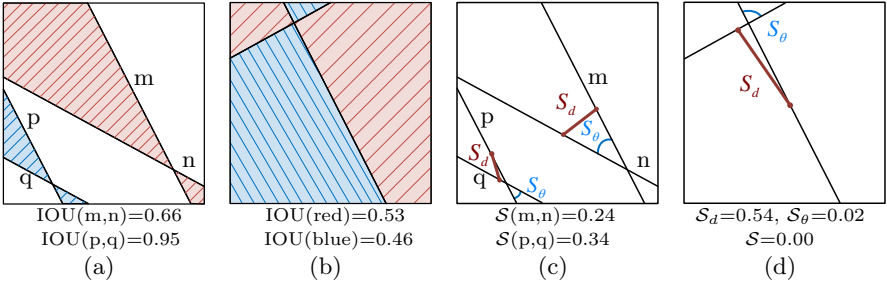 m
p
n
q
IOU(m,n)=0.66
IOU(p,q)=0.95
(a)
IOU(red)=0.53
IOU(blue)=0.46
(b)
m
S_d
S_θ
p
n
S_d
q
S_θ
𝒮(m,n)=0.24
𝒮(p,q)=0.34
(c)
S_θ
S_d
𝒮_d=0.54, 𝒮_θ=0.02
𝒮=0.00
(d)